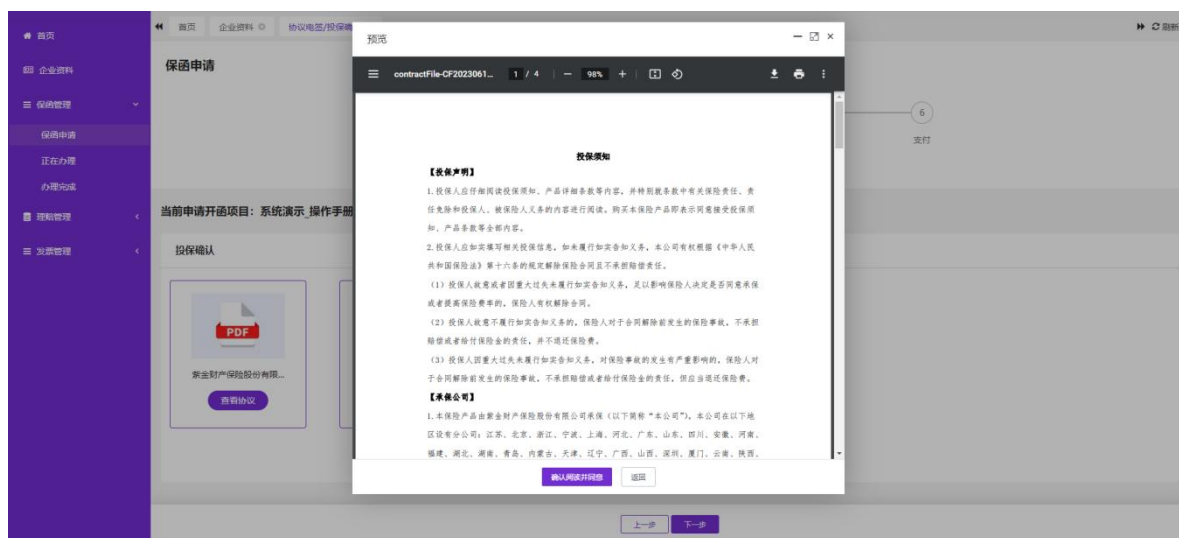 首页
企业资料
保函管理
保函申请
正在办理
办理完成
理赔管理
发票管理
首页 企业资料 协议电签/投保确
刷新
保函申请
6
支付
当前申请开函项目：系统演示_操作手册
投保确认
PDF
紫金财产保险股份有限...
查看协议
预览
contractFile-CF2023061... 1 / 4 98%
投保须知
【投保声明】
1.投保人应仔细阅读投保须知、产品详细条款等内容，并特别就条款中有关保险责任、责
任免除和投保人、被保险人义务的内容进行阅读。购买本保险产品即表示同意接受投保须
知、产品条款等全部内容。
2.投保人应如实填写相关投保信息，如未履行如实告知义务，本公司有权根据《中华人民
共和国保险法》第十六条的规定解除保险合同且不承担赔偿责任。
（1）投保人故意或者因重大过失未履行如实告知义务，足以影响保险人决定是否同意承保
或者提高保险费率的，保险人有权解除合同。
（2）投保人故意不履行如实告知义务的，保险人对于合同解除前发生的保险事故，不承担
赔偿或者给付保险金的责任，并不退还保险费。
（3）投保人因重大过失未履行如实告知义务，对保险事故的发生有严重影响的，保险人对
于合同解除前发生的保险事故，不承担赔偿或者给付保险金的责任，但应当退还保险费。
【承保公司】
1.本保险产品由紫金财产保险股份有限公司承保（以下简称“本公司”），本公司在以下地
区设有分公司：江苏、北京、浙江、宁波、上海、河北、广东、山东、四川、安徽、河南、
福建、湖北、湖南、青岛、内蒙古、天津、辽宁、广西、山西、深圳、厦门、云南、陕西、
确认阅读并同意 返回
上一步 下一步